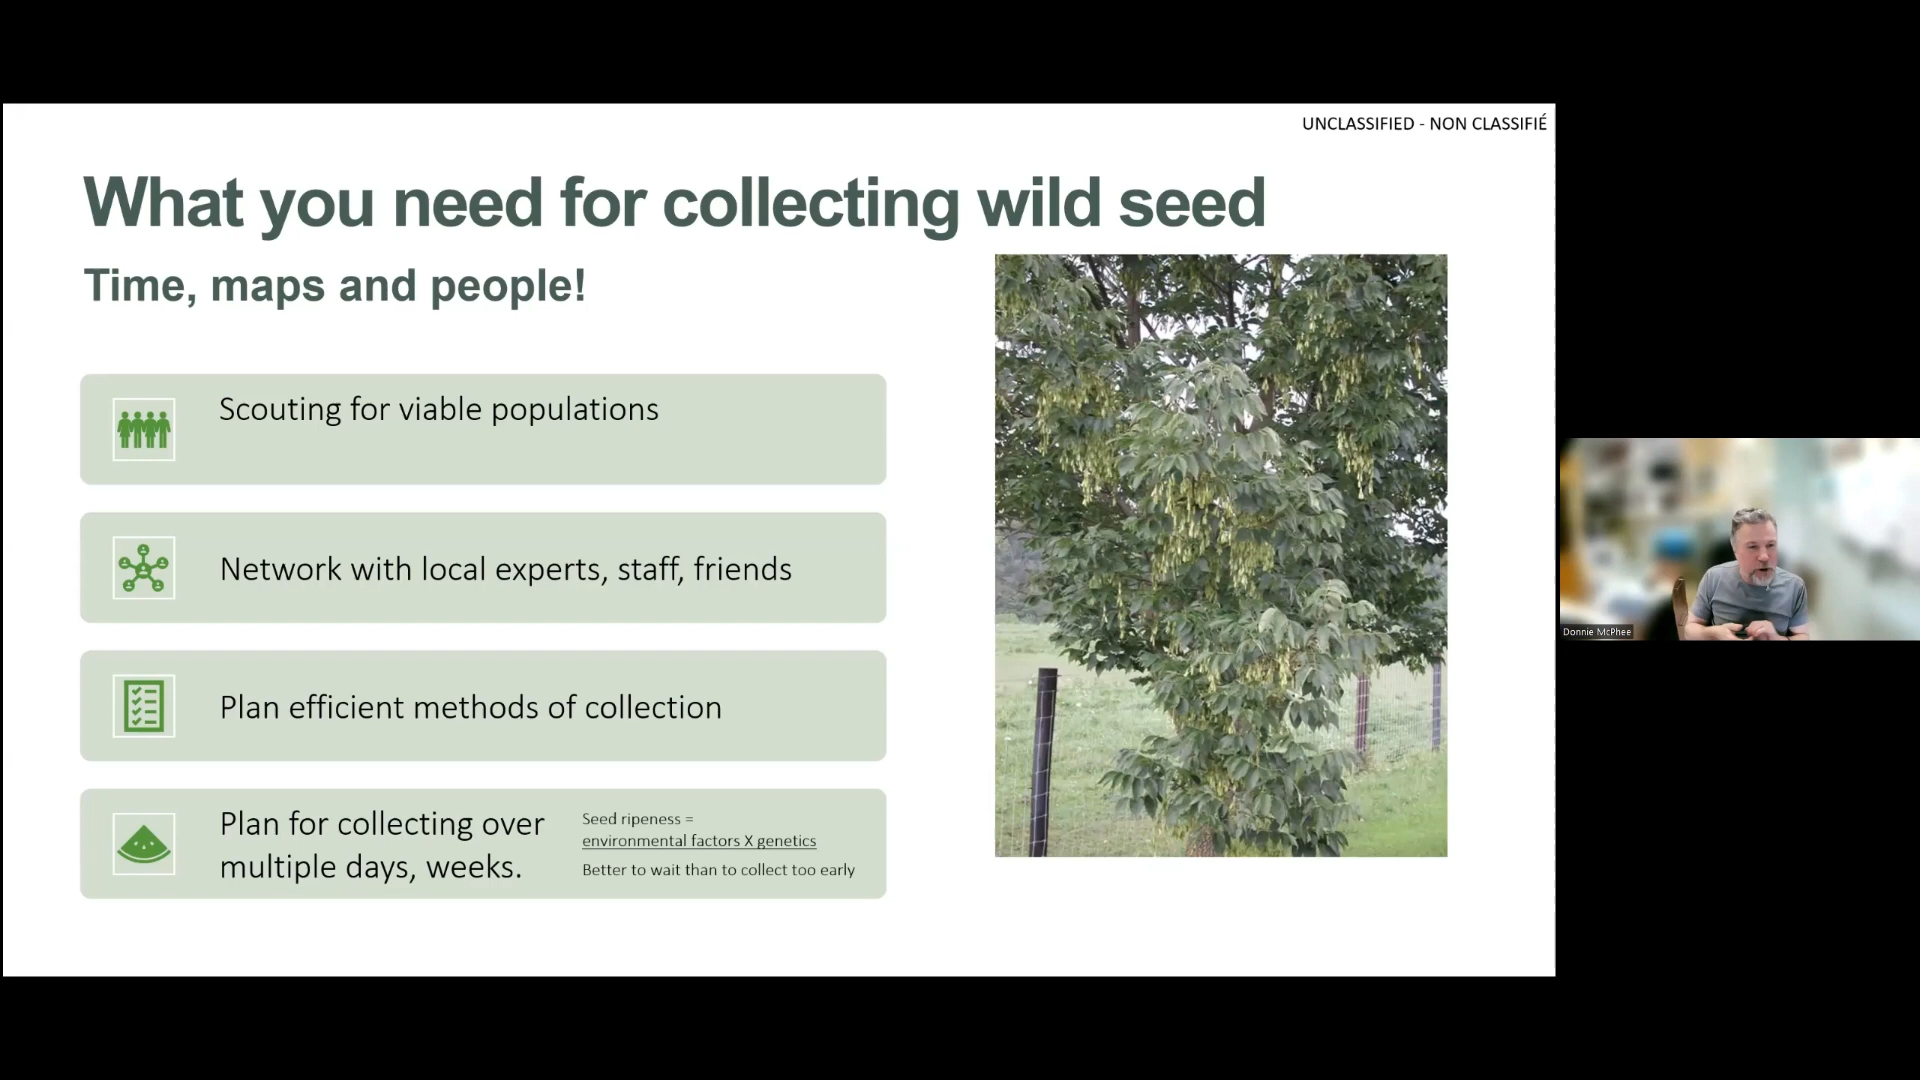 UNCLASSIFIED - NON CLASSIFIÉ
What you need for collecting wild seed
Time, maps and people!
Scouting for viable populations
Network with local experts, staff, friends
Plan efficient methods of collection
Plan for collecting over
multiple days, weeks.
Seed ripeness =
environmental factors X genetics
Better to wait than to collect too early
Donnie McPhee